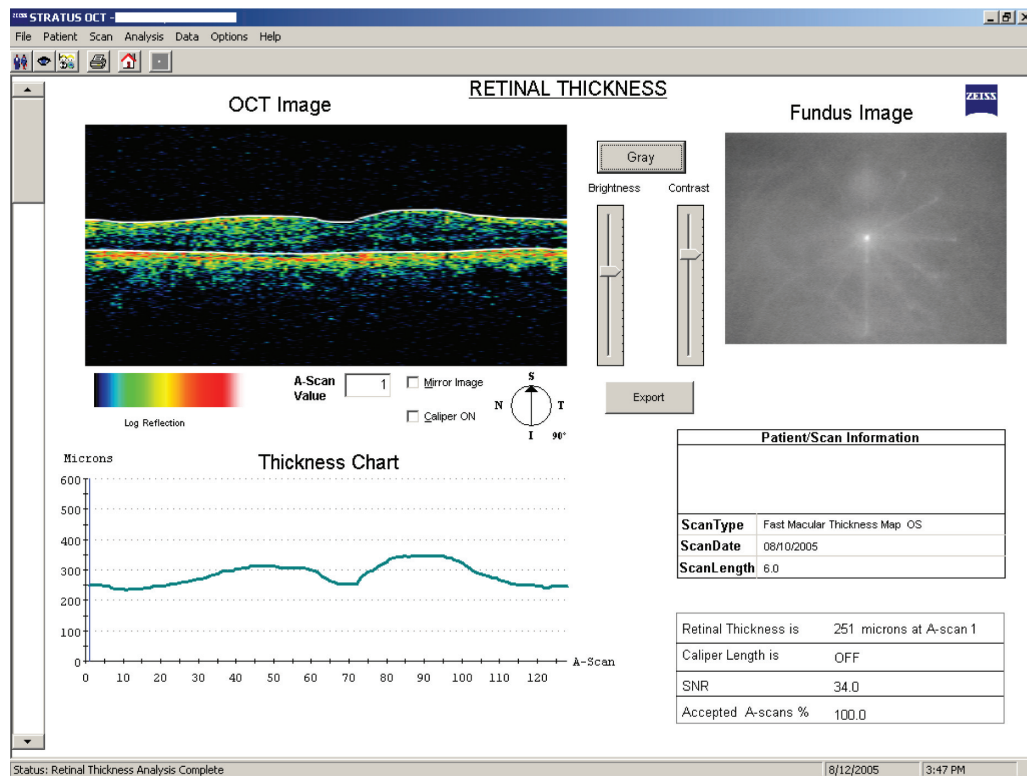 ZEISS STRATUS OCT -
File Patient Scan Analysis Data Options Help
RETINAL THICKNESS
ZEISS
OCT Image
Fundus Image
Gray
Brightness Contrast
Log Reflection
A-Scan Value 1
Mirror Image
Caliper ON
S
N T
I 90°
Export
Microns
Thickness Chart
600
500
400
300
200
100
0
A-Scan
0 10 20 30 40 50 60 70 80 90 100 110 120
Patient/Scan Information
ScanType Fast Macular Thickness Map OS
ScanDate 08/10/2005
ScanLength 6.0
Retinal Thickness is 251 microns at A-scan 1
Caliper Length is OFF
SNR 34.0
Accepted A-scans % 100.0
Status: Retinal Thickness Analysis Complete 8/12/2005 3:47 PM